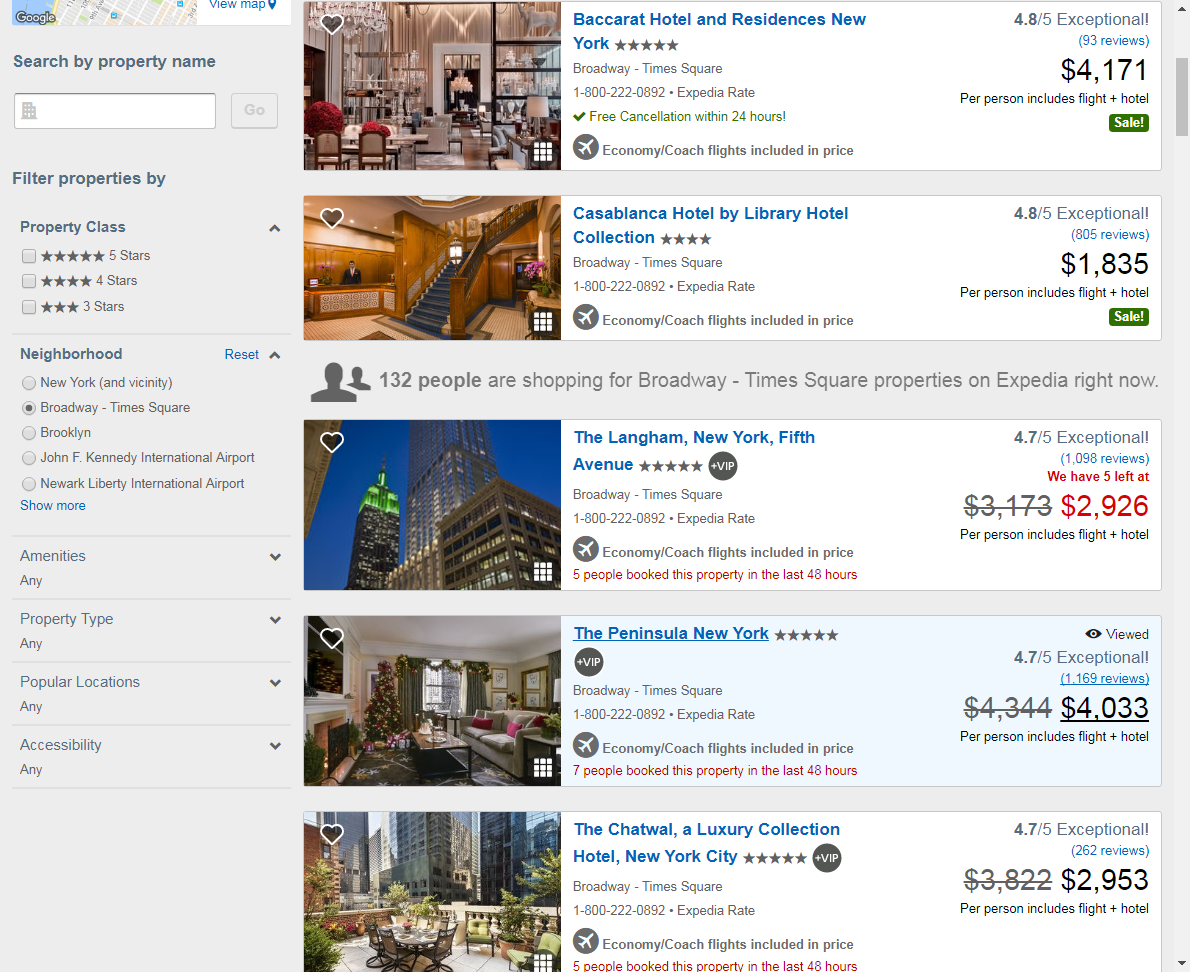 Google
View map
Search by property name
Go
Filter properties by
Property Class
★★★★★ 5 Stars
★★★★ 4 Stars
★★★ 3 Stars
Neighborhood Reset
New York (and vicinity)
Broadway - Times Square
Brooklyn
John F. Kennedy International Airport
Newark Liberty International Airport
Show more
Amenities
Any
Property Type
Any
Popular Locations
Any
Accessibility
Any
Baccarat Hotel and Residences New
York ★★★★★
Broadway - Times Square
1-800-222-0892 • Expedia Rate
Free Cancellation within 24 hours!
Economy/Coach flights included in price
4.8/5 Exceptional!
(93 reviews)
$4,171
Per person includes flight + hotel
Sale!
Casablanca Hotel by Library Hotel
Collection ★★★★
Broadway - Times Square
1-800-222-0892 • Expedia Rate
Economy/Coach flights included in price
4.8/5 Exceptional!
(805 reviews)
$1,835
Per person includes flight + hotel
Sale!
132 people are shopping for Broadway - Times Square properties on Expedia right now.
The Langham, New York, Fifth
Avenue ★★★★★ +VIP
Broadway - Times Square
1-800-222-0892 • Expedia Rate
Economy/Coach flights included in price
5 people booked this property in the last 48 hours
4.7/5 Exceptional!
(1,098 reviews)
We have 5 left at
$3,173 $2,926
Per person includes flight + hotel
The Peninsula New York ★★★★★
+VIP
Broadway - Times Square
1-800-222-0892 • Expedia Rate
Economy/Coach flights included in price
7 people booked this property in the last 48 hours
Viewed
4.7/5 Exceptional!
(1,169 reviews)
$4,344 $4,033
Per person includes flight + hotel
The Chatwal, a Luxury Collection
Hotel, New York City ★★★★★ +VIP
Broadway - Times Square
1-800-222-0892 • Expedia Rate
Economy/Coach flights included in price
5 people booked this property in the last 48 hours
4.7/5 Exceptional!
(262 reviews)
$3,822 $2,953
Per person includes flight + hotel